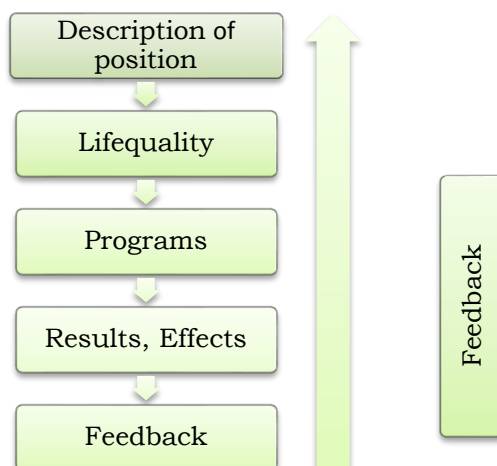 Description of
position
Lifequality
Programs
Results, Effects
Feedback
Feedback